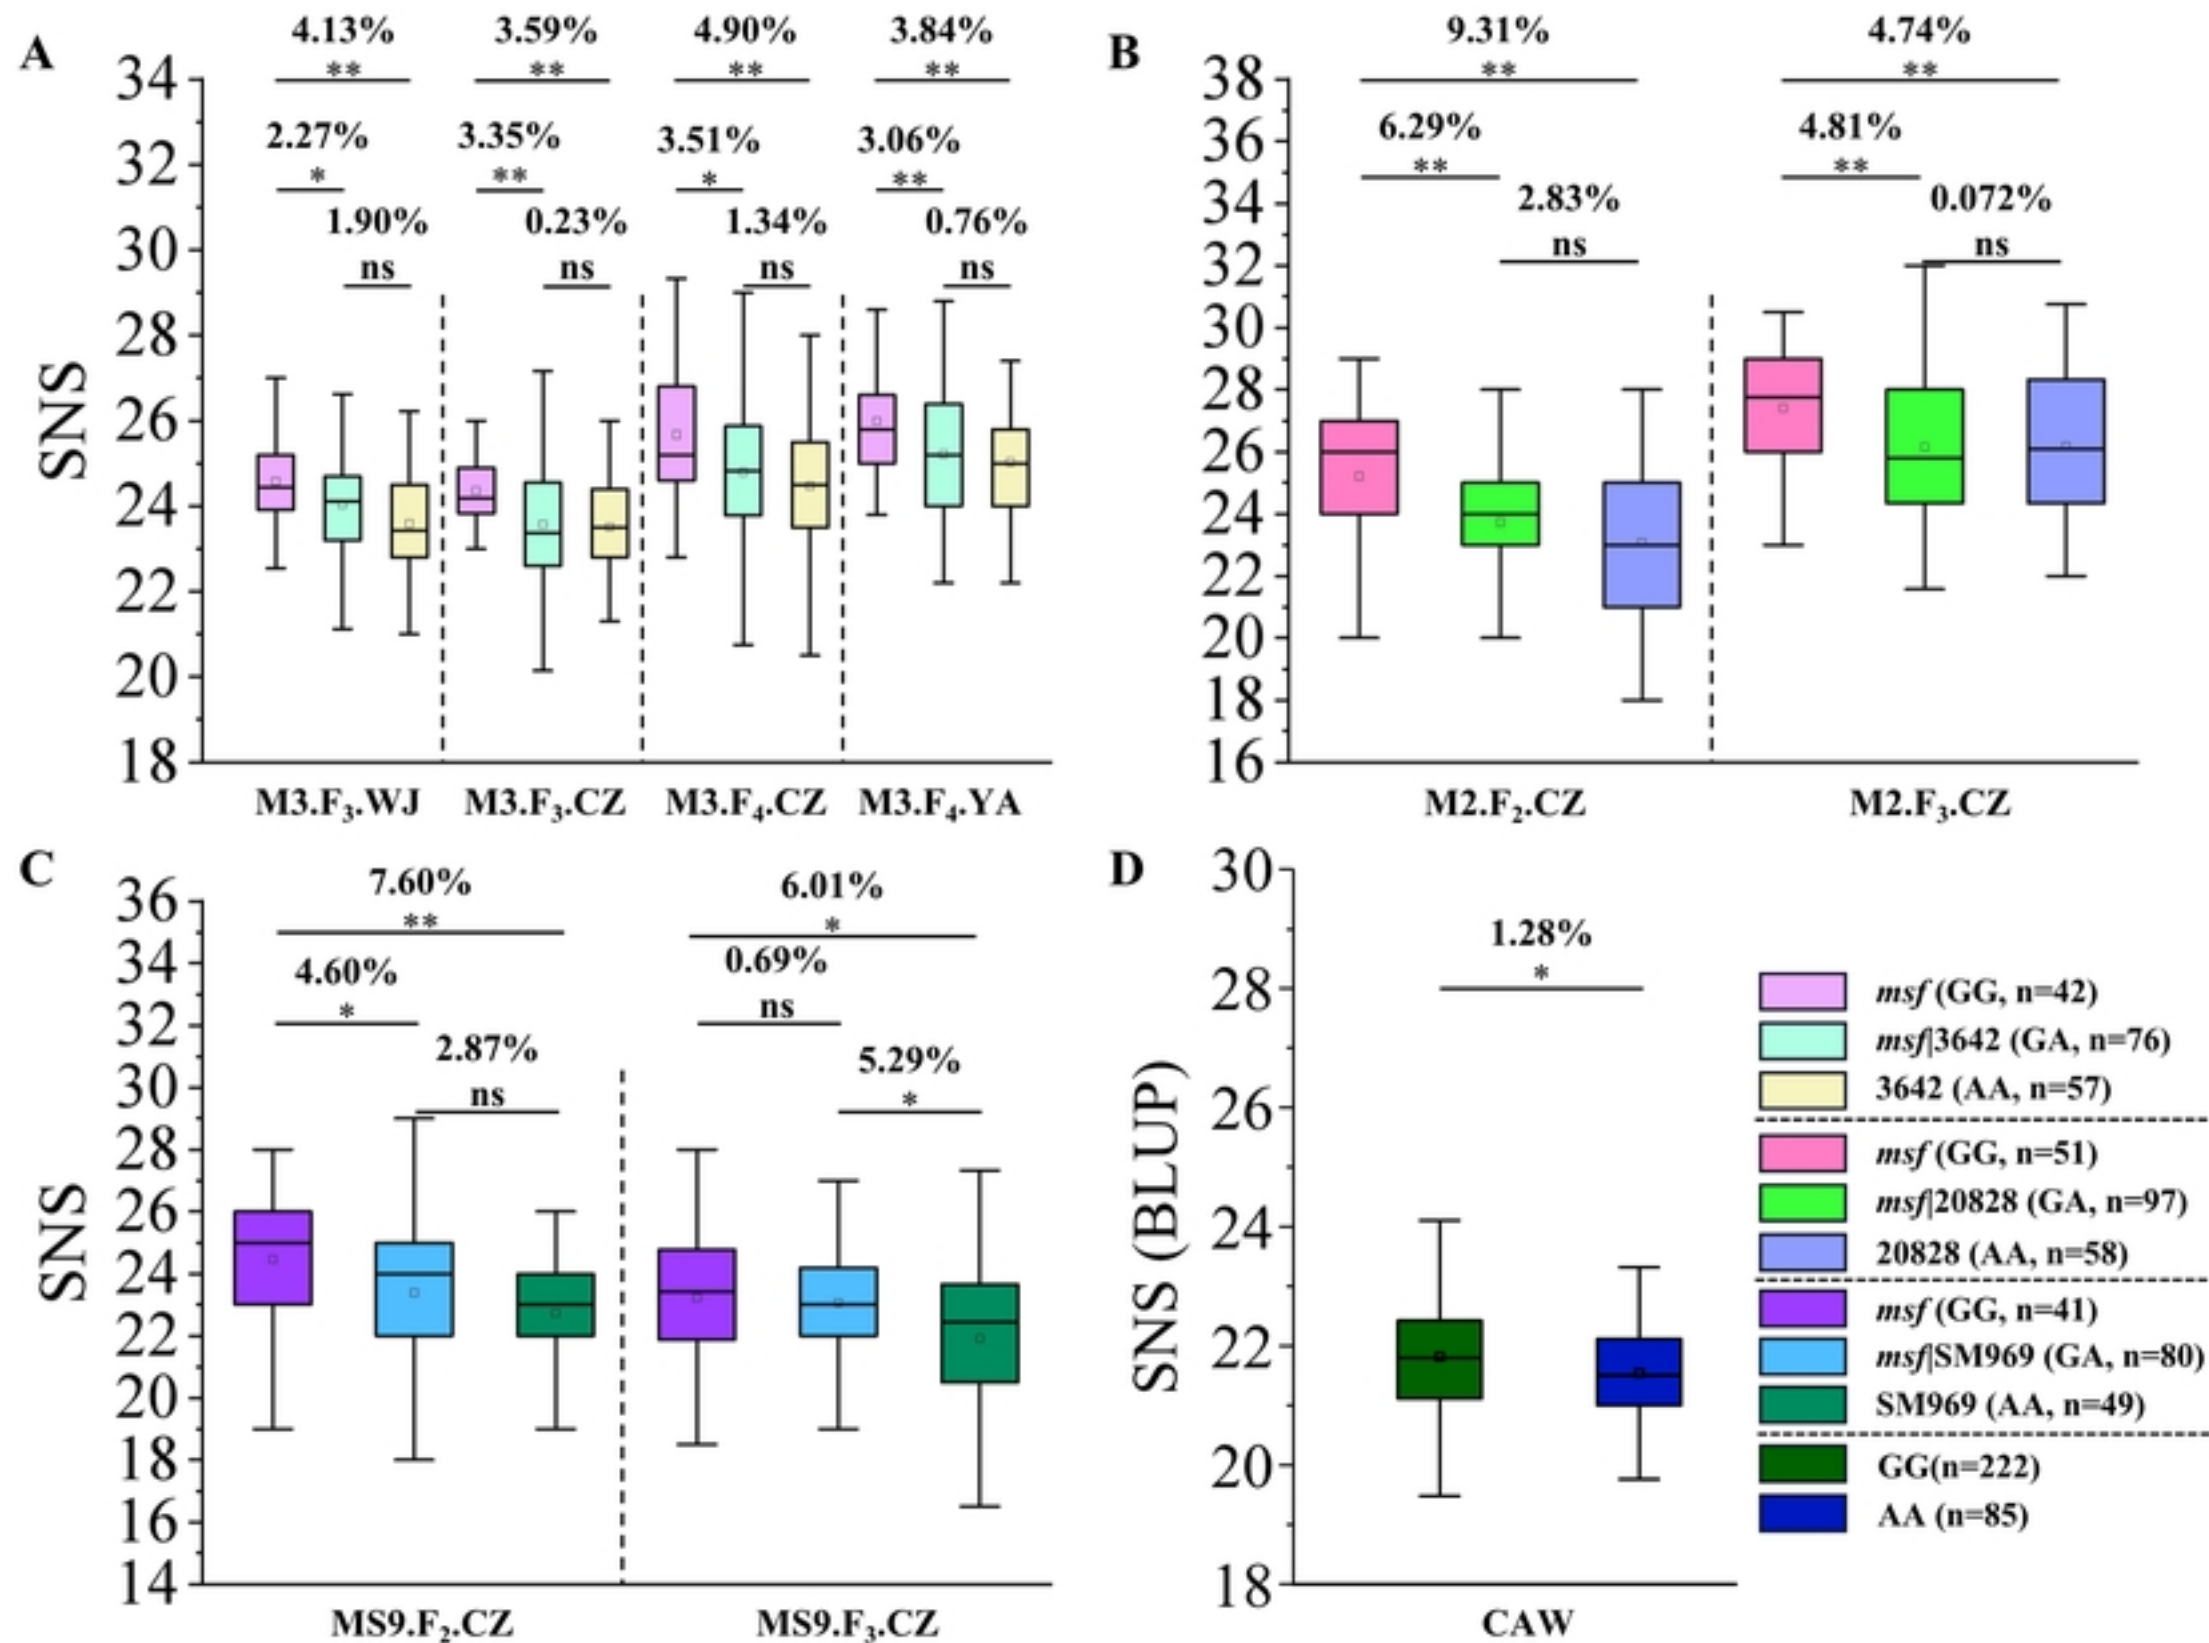 A
4.13% 3.59% 4.90% 3.84%
** ** ** **
2.27% 3.35% 3.51% 3.06%
* ** * **
1.90% 0.23% 1.34% 0.76%
ns ns ns ns
SNS
34
32
30
28
26
24
22
20
18
M3.F₃.WJ M3.F₃.CZ M3.F₄.CZ M3.F₄.YA
B
9.31% 4.74%
** **
6.29% 4.81%
** **
2.83% 0.072%
ns ns
38
36
34
32
30
28
26
24
22
20
18
16
M2.F₂.CZ M2.F₃.CZ
C
7.60% 6.01%
** *
4.60% 0.69%
* ns
2.87% 5.29%
ns *
SNS
36
34
32
30
28
26
24
22
20
18
16
14
MS9.F₂.CZ MS9.F₃.CZ
D
1.28%
*
SNS (BLUP)
30
28
26
24
22
20
18
CAW
msf (GG, n=42)
msf|3642 (GA, n=76)
3642 (AA, n=57)
msf (GG, n=51)
msf|20828 (GA, n=97)
20828 (AA, n=58)
msf (GG, n=41)
msf|SM969 (GA, n=80)
SM969 (AA, n=49)
GG(n=222)
AA (n=85)